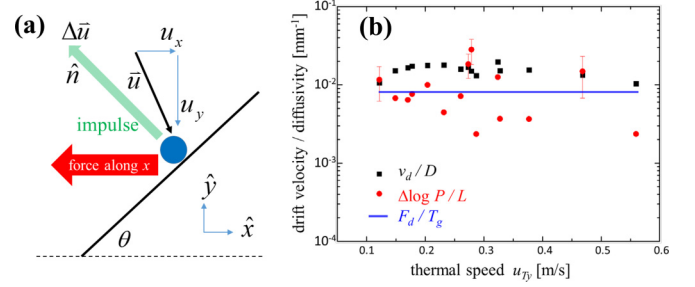 (a)
Δu⃗
n̂
u_x
u⃗
u_y
impulse
force along x
ŷ
x̂
θ
(b)
drift velocity / diffusivity [mm⁻¹]
10⁻¹
10⁻²
10⁻³
10⁻⁴
v_d / D
Δlog P / L
F_d / T_g
0.1 0.2 0.3 0.4 0.5 0.6
thermal speed u_Ty [m/s]